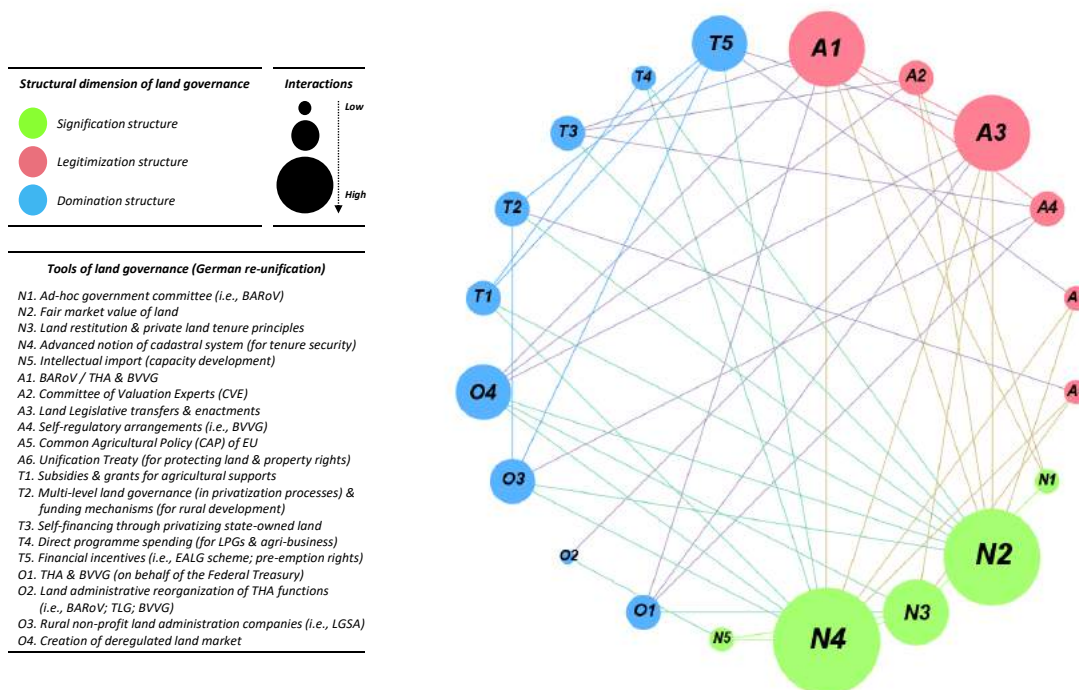 Structural dimension of land governance
Interactions
Signification structure
Legitimization structure
Domination structure
Low
High
Tools of land governance (German re-unification)
N1. Ad-hoc government committee (i.e., BARoV)
N2. Fair market value of land
N3. Land restitution & private land tenure principles
N4. Advanced notion of cadastral system (for tenure security)
N5. Intellectual import (capacity development)
A1. BARoV / THA & BVVG
A2. Committee of Valuation Experts (CVE)
A3. Land Legislative transfers & enactments
A4. Self-regulatory arrangements (i.e., BVVG)
A5. Common Agricultural Policy (CAP) of EU
A6. Unification Treaty (for protecting land & property rights)
T1. Subsidies & grants for agricultural supports
T2. Multi-level land governance (in privatization processes) &
funding mechanisms (for rural development)
T3. Self-financing through privatizing state-owned land
T4. Direct programme spending (for LPGs & agri-business)
T5. Financial incentives (i.e., EALG scheme; pre-emption rights)
O1. THA & BVVG (on behalf of the Federal Treasury)
O2. Land administrative reorganization of THA functions
(i.e., BARoV; TLG; BVVG)
O3. Rural non-profit land administration companies (i.e., LGSA)
O4. Creation of deregulated land market
T5
A1
T4
A2
T3
A3
T2
A4
T1
A
O4
A
O3
N1
O2
N2
O1
N3
N5
N4